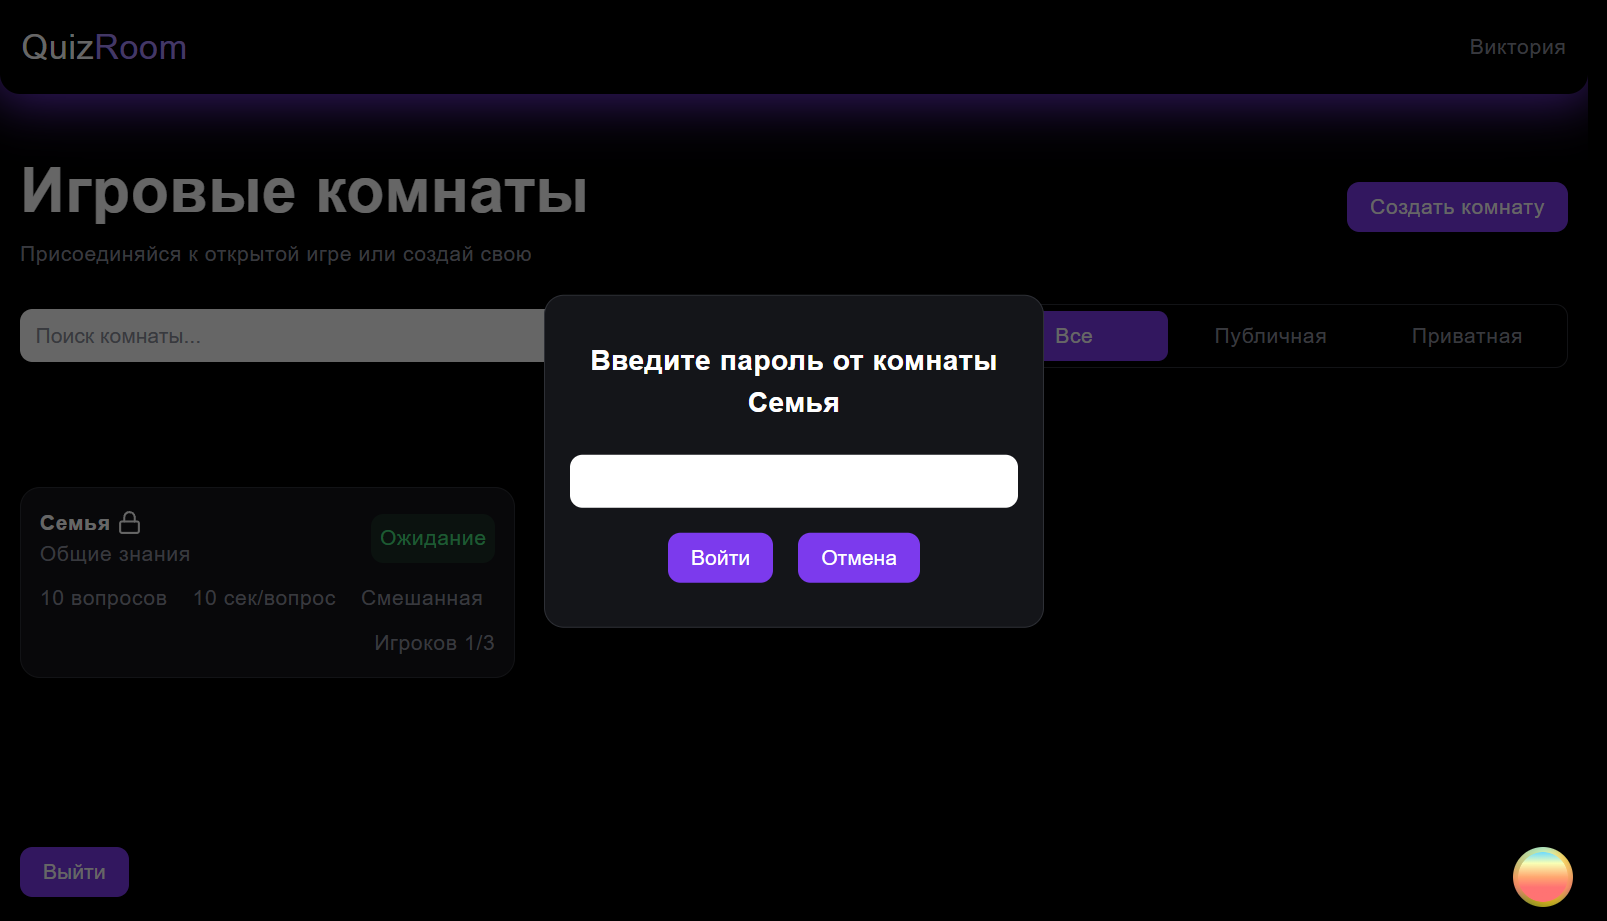 QuizRoom
Виктория
Игровые комнаты
Создать комнату
Присоединяйся к открытой игре или создай свою
Поиск комнаты...
Все
Публичная
Приватная
Введите пароль от комнаты
Семья
Войти
Отмена
Семья
Общие знания
Ожидание
10 вопросов
10 сек/вопрос
Смешанная
Игроков 1/3
Выйти